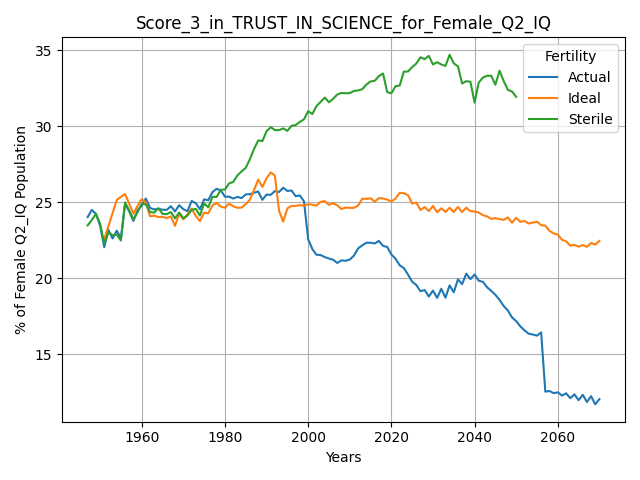 Score_3_in_TRUST_IN_SCIENCE_for_Female_Q2_IQ
Fertility
Actual
Ideal
Sterile
% of Female Q2_IQ Population
35
30
25
20
15
1960 1980 2000 2020 2040 2060
Years